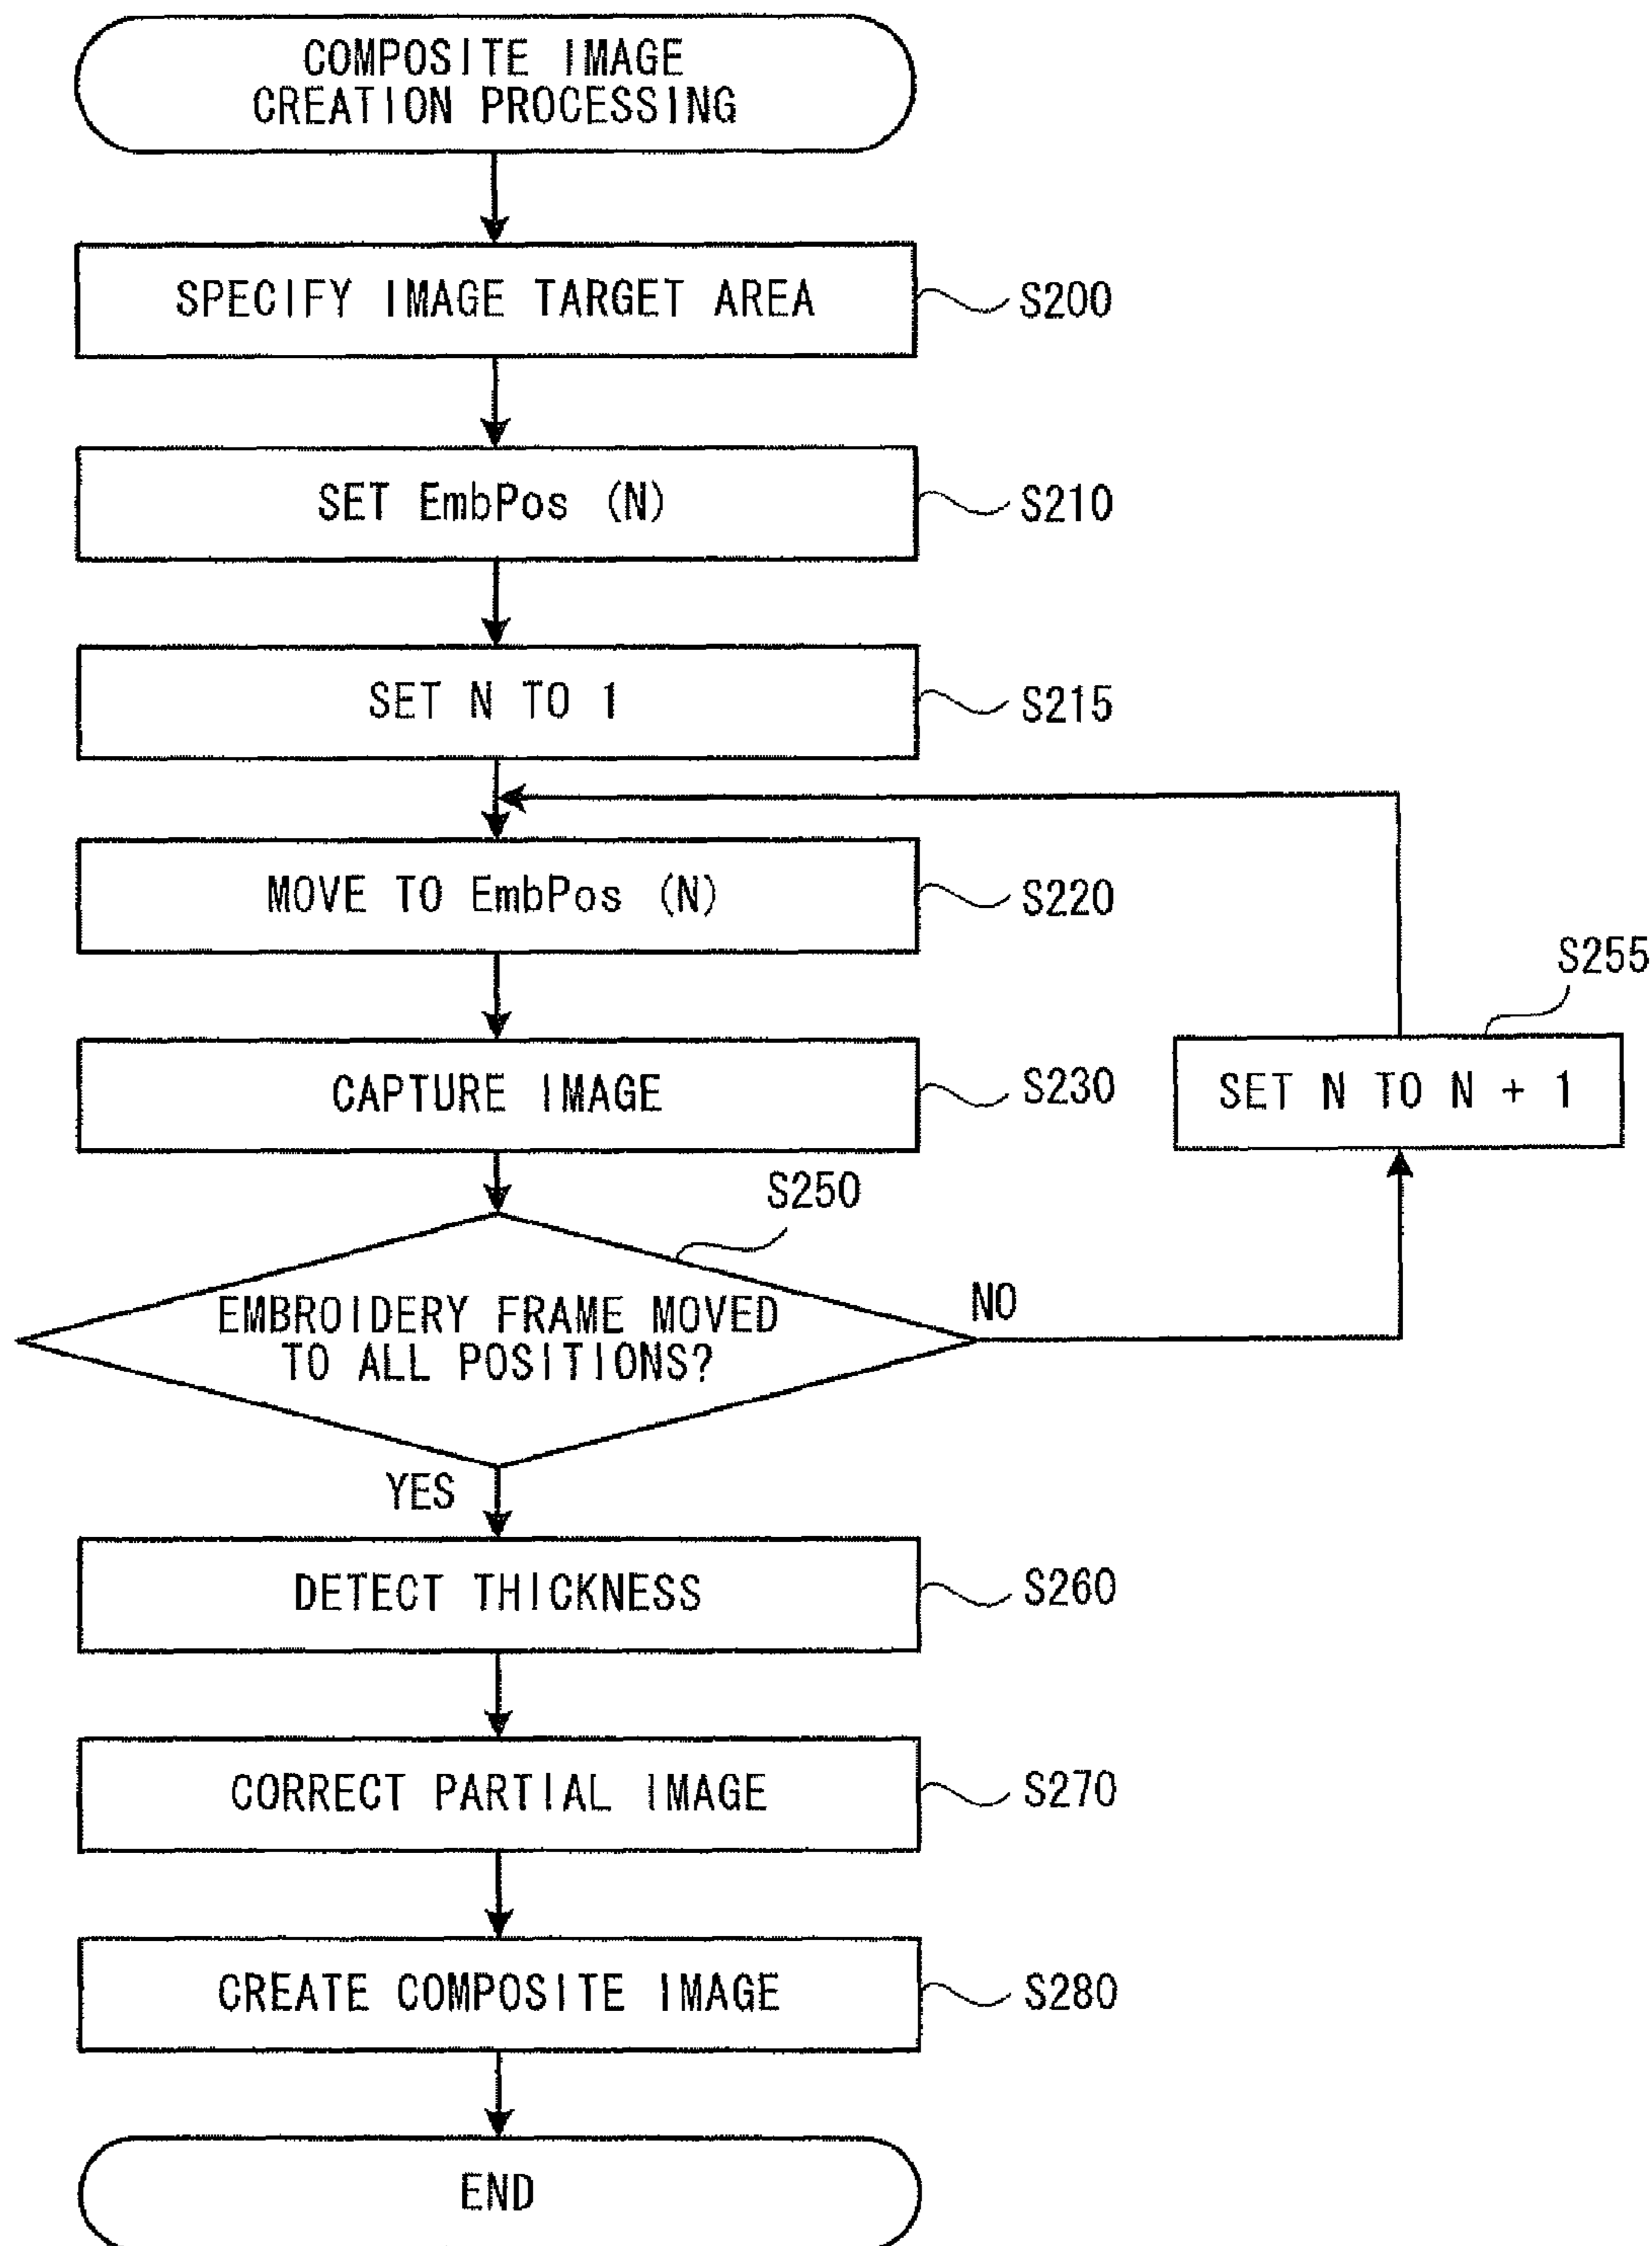 COMPOSITE IMAGE
CREATION PROCESSING
SPECIFY IMAGE TARGET AREA
S200
SET EmbPos (N)
S210
SET N TO 1
S215
MOVE TO EmbPos (N)
S220
S255
CAPTURE IMAGE
S230
SET N TO N + 1
S250
EMBROIDERY FRAME MOVED
TO ALL POSITIONS?
NO
YES
DETECT THICKNESS
S260
CORRECT PARTIAL IMAGE
S270
CREATE COMPOSITE IMAGE
S280
END